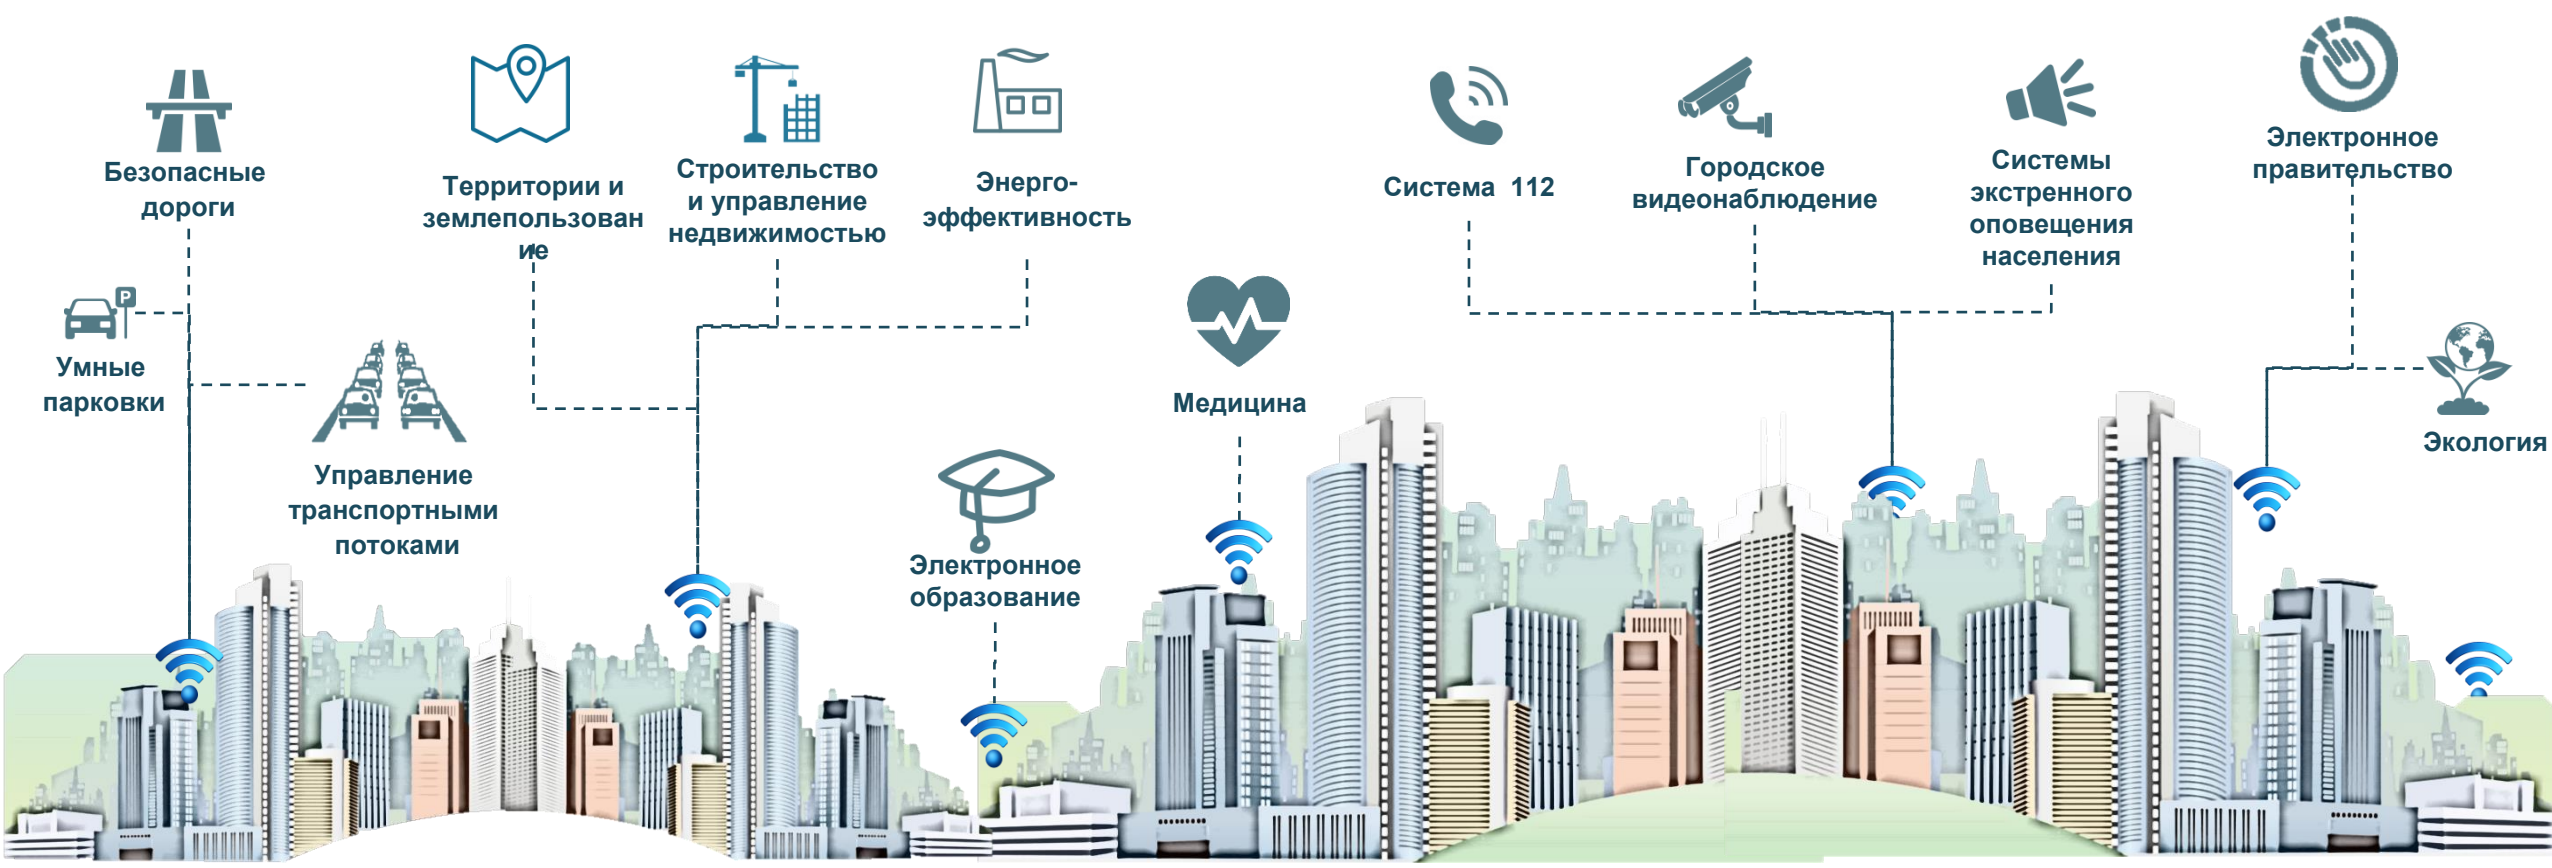 Безопасные
дороги
P
Умные
парковки
Управление
транспортными
потоками
Территории и
землепользован
ие
Строительство
и управление
недвижимостью
Энерго-
эффективность
Электронное
образование
Медицина
Система 112
Городское
видеонаблюдение
Системы
экстренного
оповещения
населения
Электронное
правительство
Экология